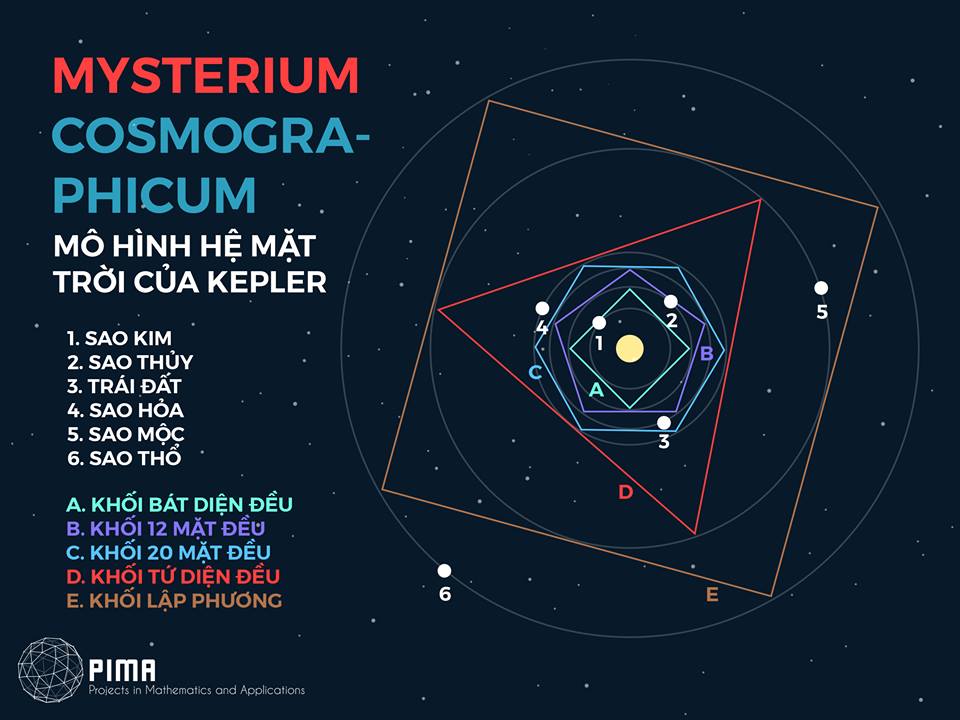 MYSTERIUM
COSMOGRA-
PHICUM
MÔ HÌNH HỆ MẶT
TRỜI CỦA KEPLER
1. SAO KIM
2. SAO THỦY
3. TRÁI ĐẤT
4. SAO HỎA
5. SAO MỘC
6. SAO THỔ
A. KHỐI BÁT DIỆN ĐỀU
B. KHỐI 12 MẶT ĐỀU
C. KHỐI 20 MẶT ĐỀU
D. KHỐI TỨ DIỆN ĐỀU
E. KHỐI LẬP PHƯƠNG
PIMA
Projects in Mathematics and Applications
5
2
4
1
B
C
A
3
D
6
E